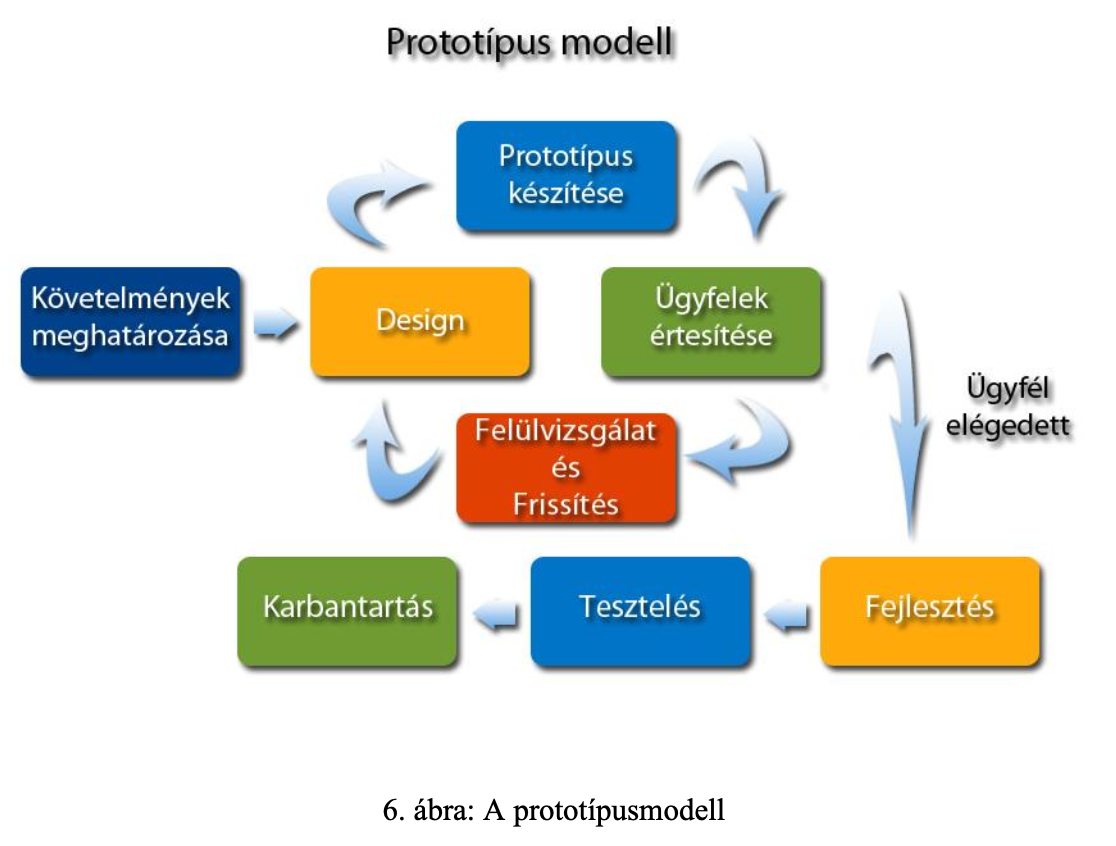 Prototípus modell
Prototípus
készítése
Követelmények
meghatározása
Design
Ügyfelek
értesítése
Ügyfél
elégedett
Felülvizsgálat
és
Frissítés
Karbantartás
Tesztelés
Fejlesztés
6. ábra: A prototípusmodell